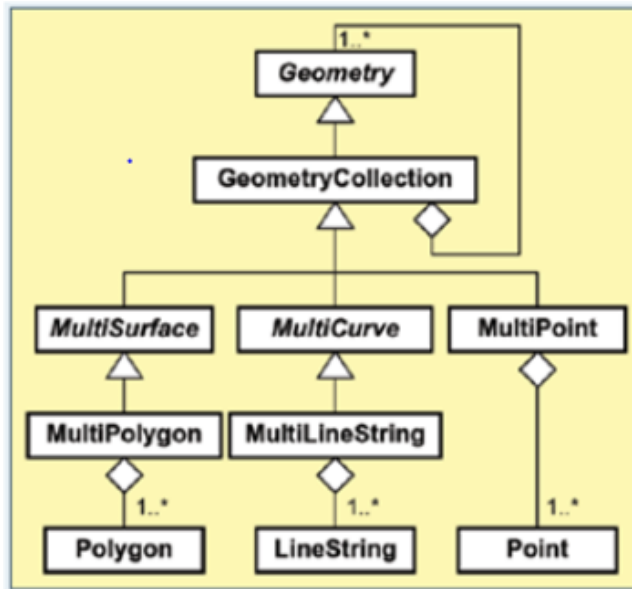 1..*
Geometry
GeometryCollection
MultiSurface MultiCurve MultiPoint
MultiPolygon MultiLineString
1..* 1..* 1..*
Polygon LineString Point